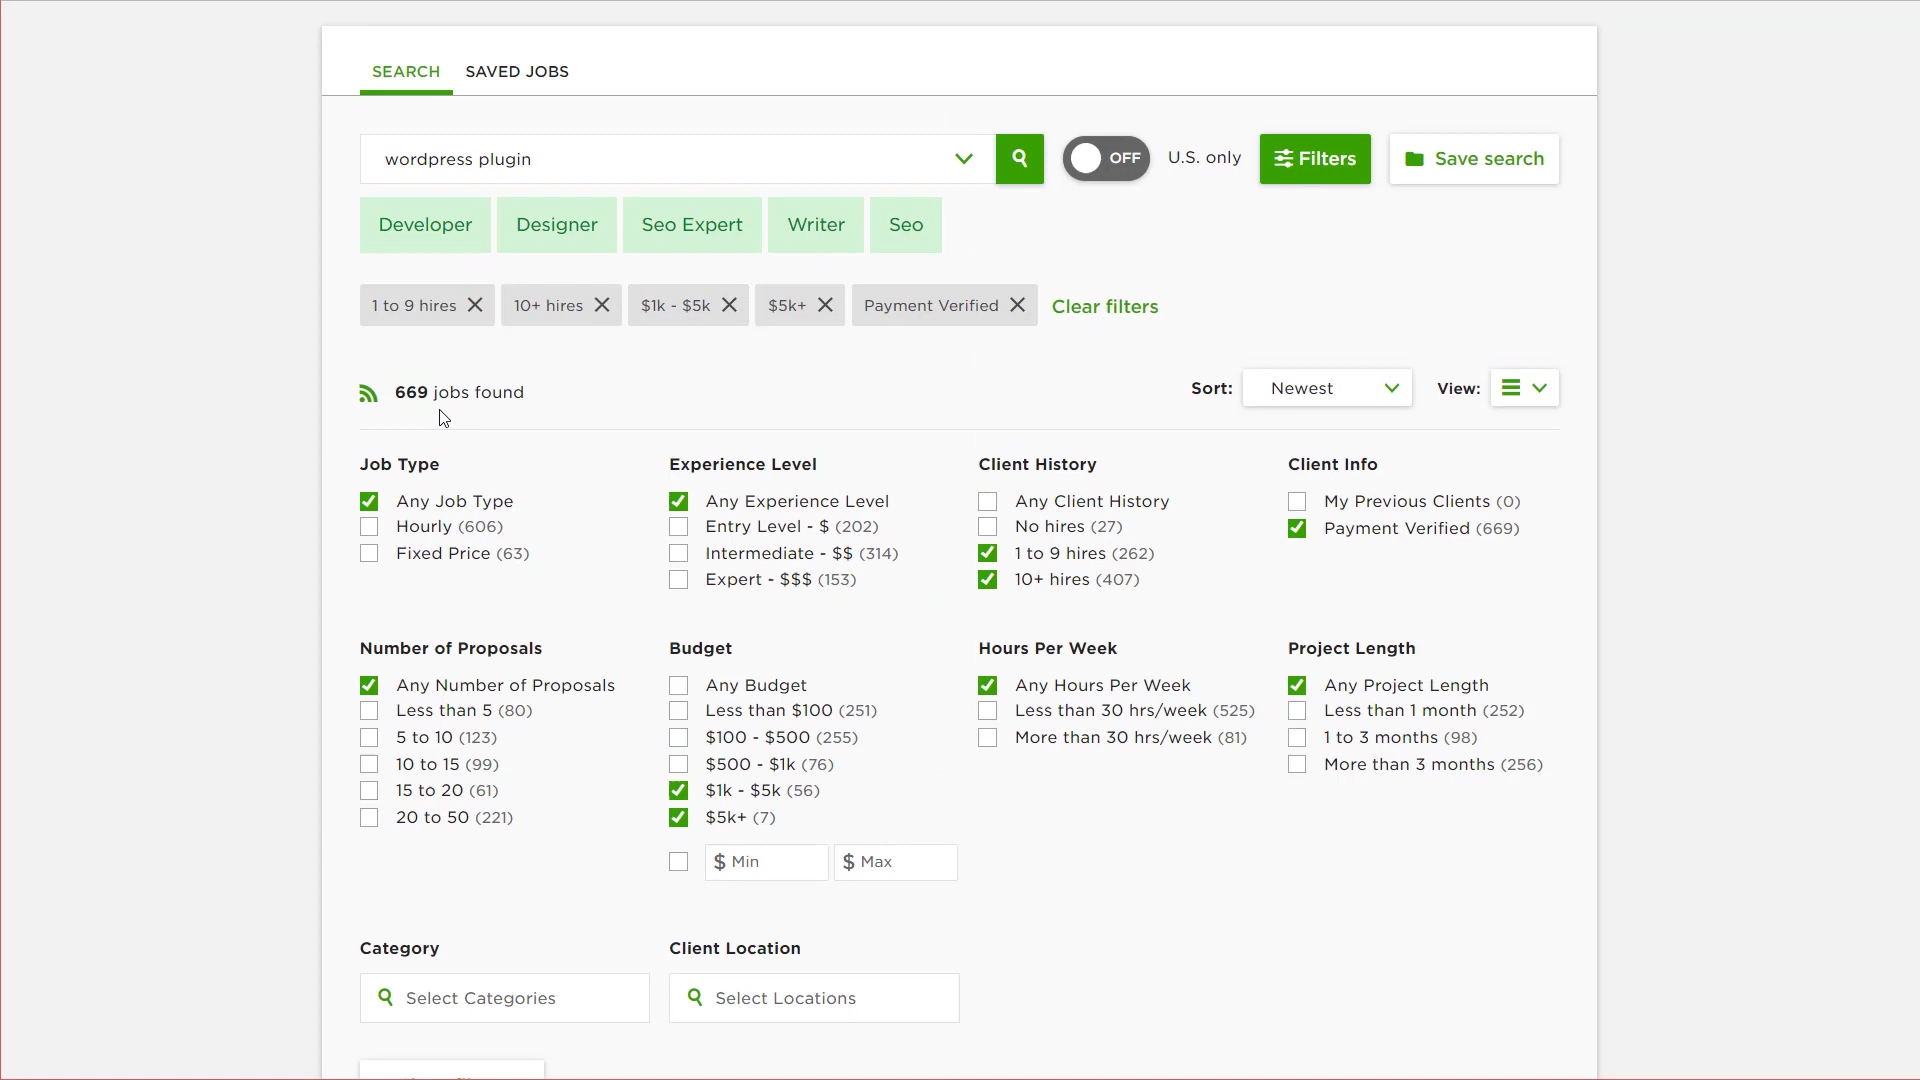 SEARCH SAVED JOBS
wordpress plugin OFF U.S. only Filters Save search
Developer Designer Seo Expert Writer Seo
1 to 9 hires 10+ hires $1k - $5k $5k+ Payment Verified Clear filters
669 jobs found Sort: Newest View:
Job Type Experience Level Client History Client Info
Any Job Type Any Experience Level Any Client History My Previous Clients (0)
Hourly (606) Entry Level - $ (202) No hires (27) Payment Verified (669)
Fixed Price (63) Intermediate - $$ (314) 1 to 9 hires (262)
Expert - $$$ (153) 10+ hires (407)
Number of Proposals Budget Hours Per Week Project Length
Any Number of Proposals Any Budget Any Hours Per Week Any Project Length
Less than 5 (80) Less than $100 (251) Less than 30 hrs/week (525) Less than 1 month (252)
5 to 10 (123) $100 - $500 (255) More than 30 hrs/week (81) 1 to 3 months (98)
10 to 15 (99) $500 - $1k (76) More than 3 months (256)
15 to 20 (61) $1k - $5k (56)
20 to 50 (221) $5k+ (7)
$ Min $ Max
Category Client Location
Select Categories Select Locations